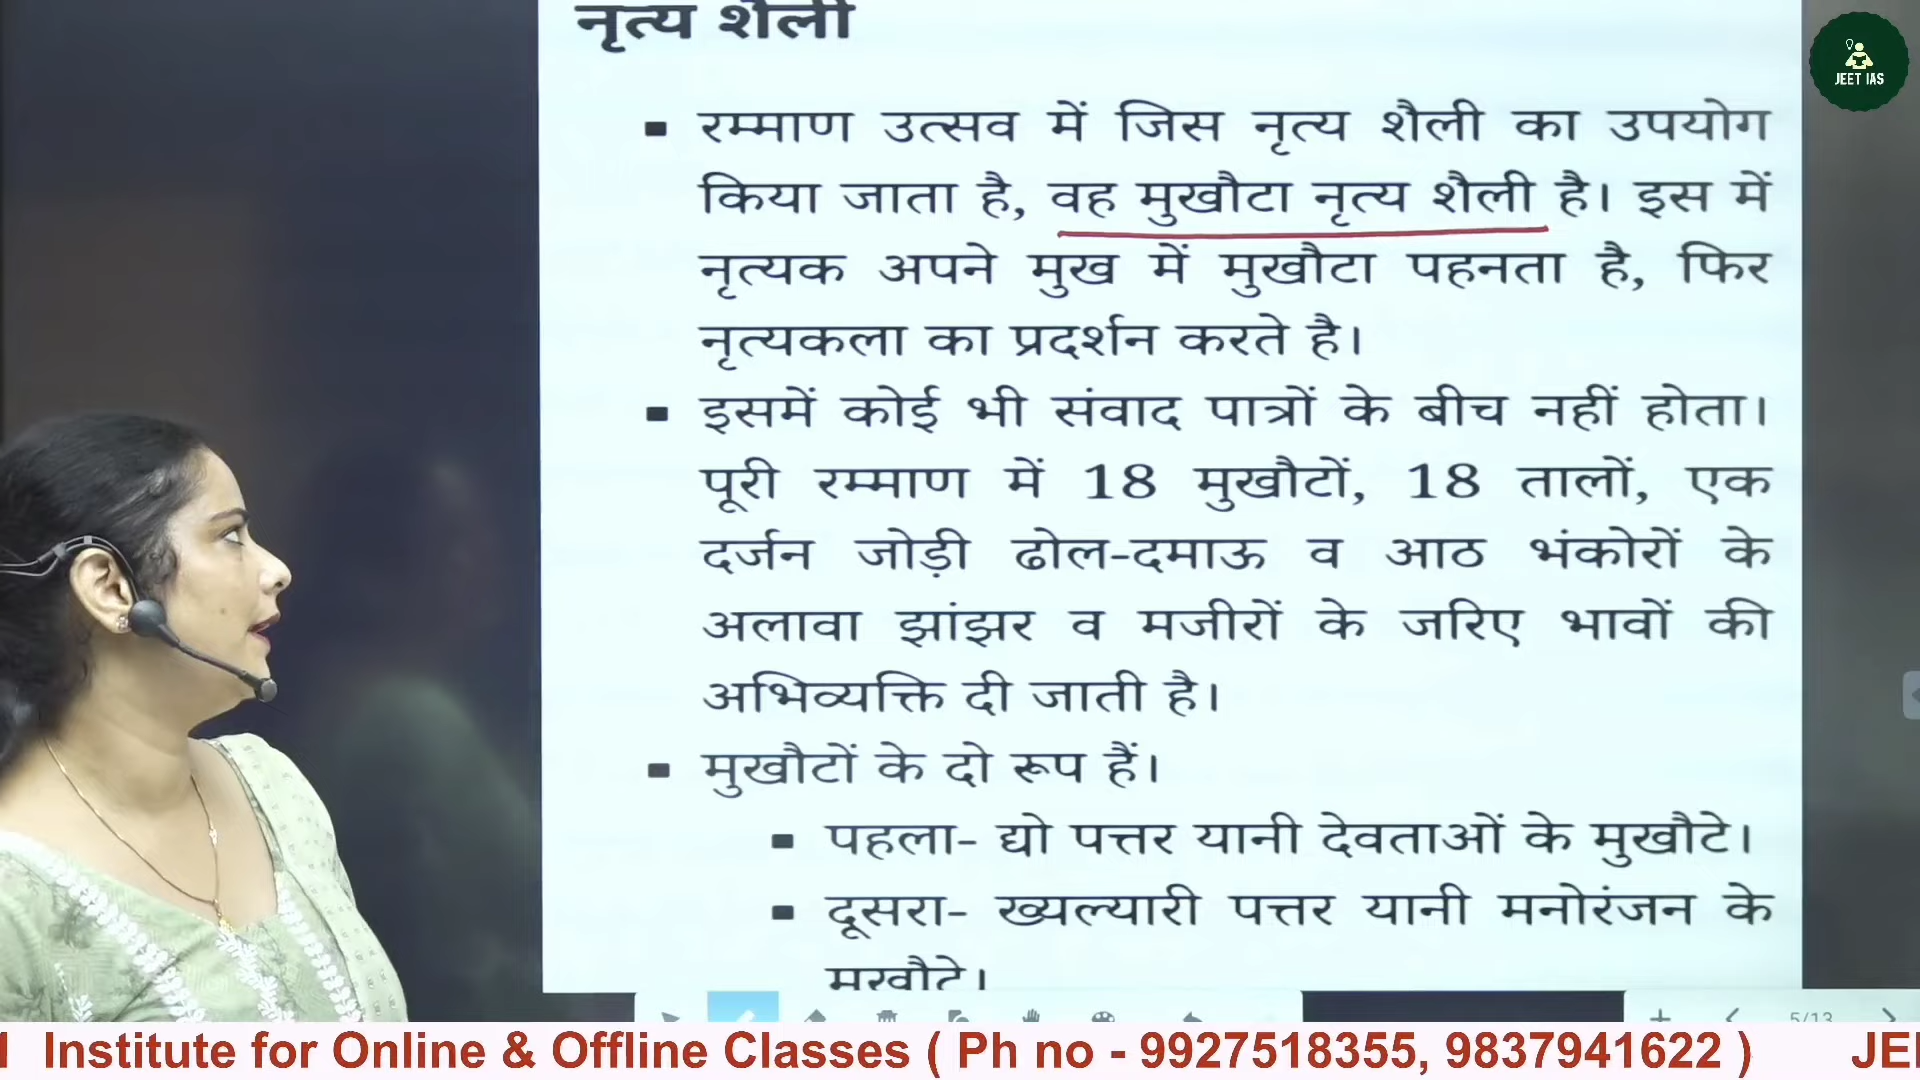 नृत्य शैली
JEET IAS
▪ रम्माण उत्सव में जिस नृत्य शैली का उपयोग
किया जाता है, वह मुखौटा नृत्य शैली है। इस में
नृत्यक अपने मुख में मुखौटा पहनता है, फिर
नृत्यकला का प्रदर्शन करते है।
▪ इसमें कोई भी संवाद पात्रों के बीच नहीं होता।
पूरी रम्माण में 18 मुखौटों, 18 तालों, एक
दर्जन जोड़ी ढोल-दमाऊ व आठ भंकोरों के
अलावा झांझर व मजीरों के जरिए भावों की
अभिव्यक्ति दी जाती है।
▪ मुखौटों के दो रूप हैं।
▪ पहला- द्यो पत्तर यानी देवताओं के मुखौटे।
▪ दूसरा- ख्यल्यारी पत्तर यानी मनोरंजन के
मुखौटे।
5/13
Institute for Online & Offline Classes ( Ph no - 9927518355, 9837941622 )